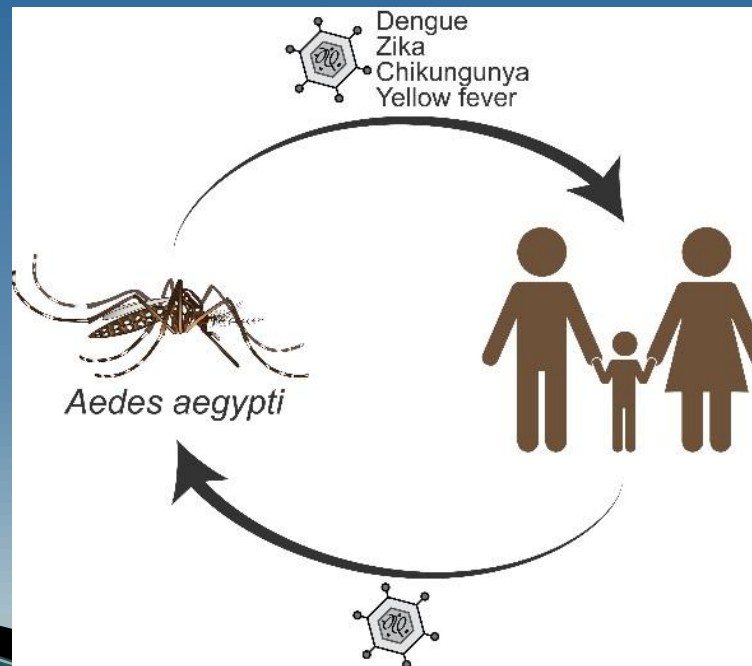 Dengue
Zika
Chikungunya
Yellow fever
Aedes aegypti